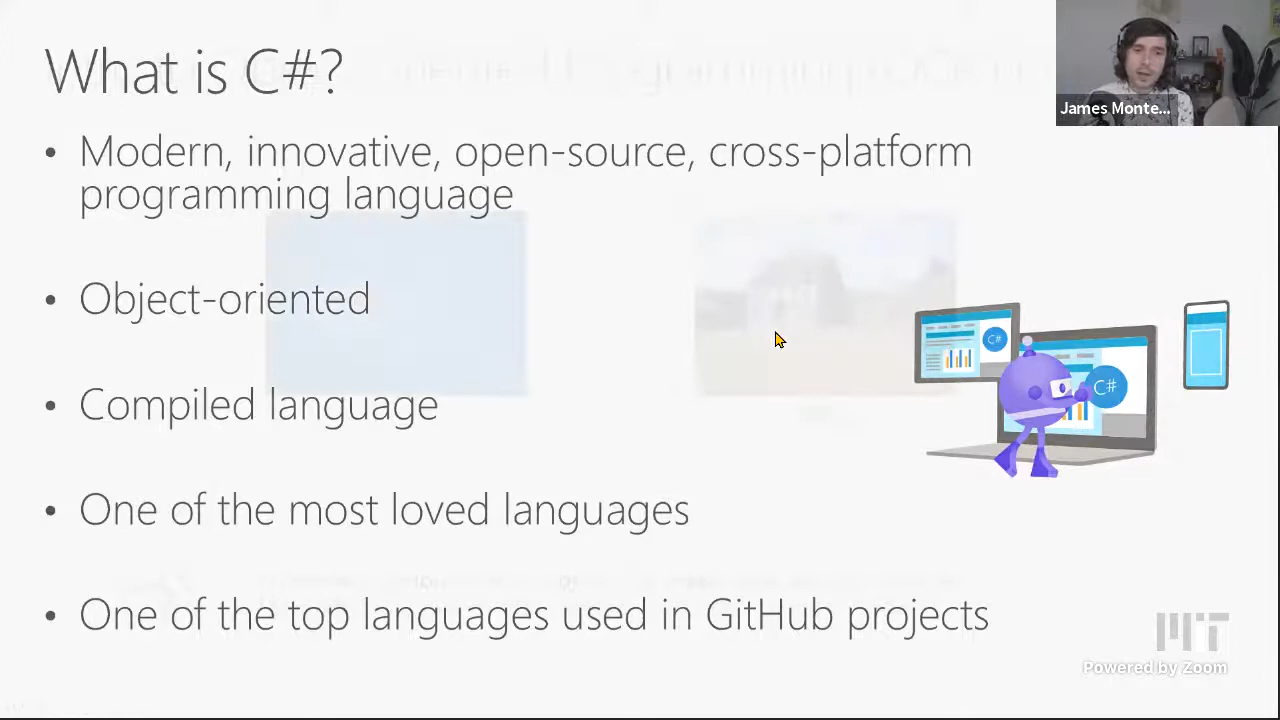 What is C#?
James Monte...
• Modern, innovative, open-source, cross-platform
programming language
• Object-oriented
• Compiled language
• One of the most loved languages
• One of the top languages used in GitHub projects
C#
C#
MIT
Powered by Zoom